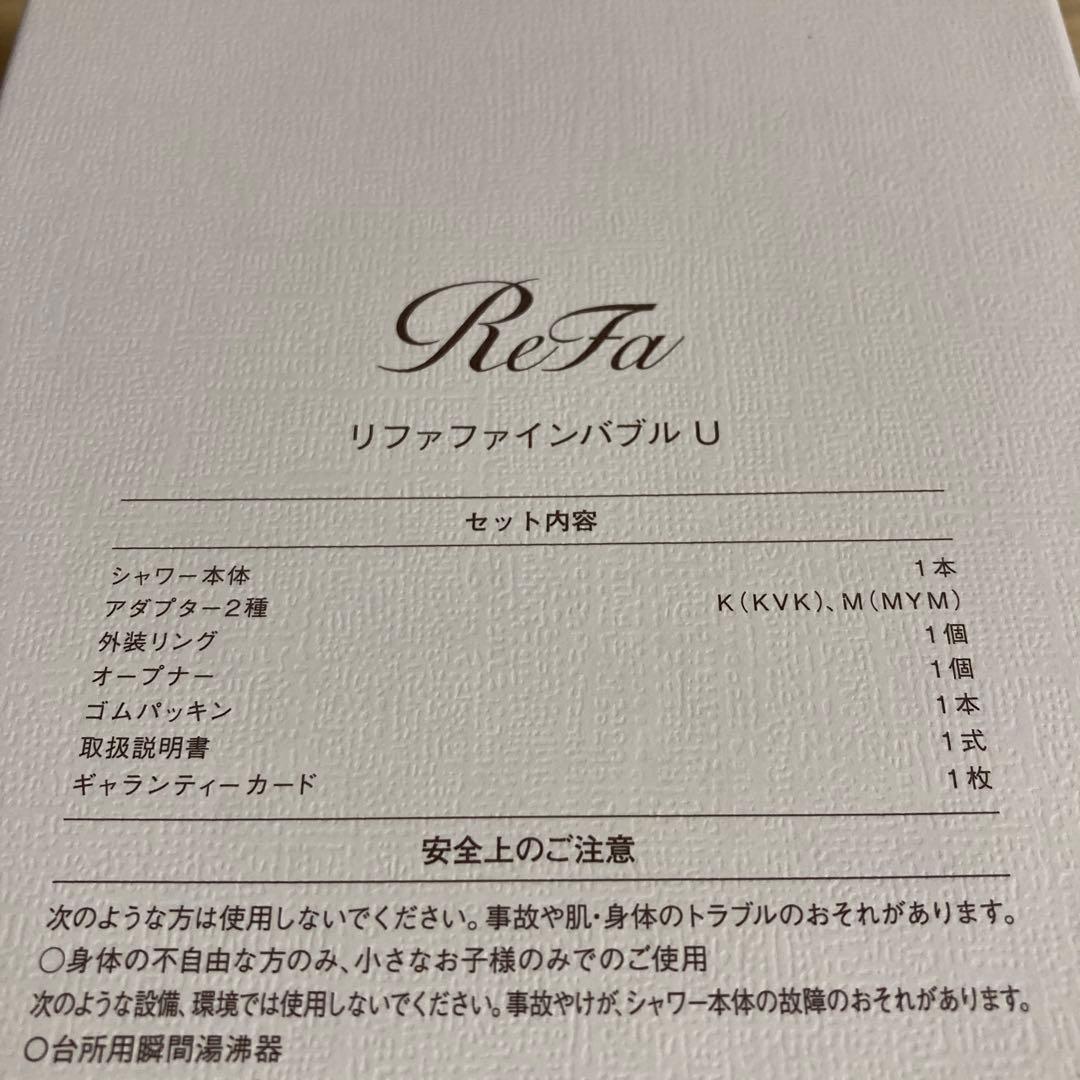 ReFa
リファファインバブル U
セット内容
シャワー本体 1本
アダプター2種 K(KVK)、M(MYM)
外装リング 1個
オープナー 1個
ゴムパッキン 1本
取扱説明書 1式
ギャランティーカード 1枚
安全上のご注意
次のような方は使用しないでください。事故や肌・身体のトラブルのおそれがあります。
○身体の不自由な方のみ、小さなお子様のみでのご使用
次のような設備、環境では使用しないでください。事故やけが、シャワー本体の故障のおそれがあります。
○台所用瞬間湯沸器